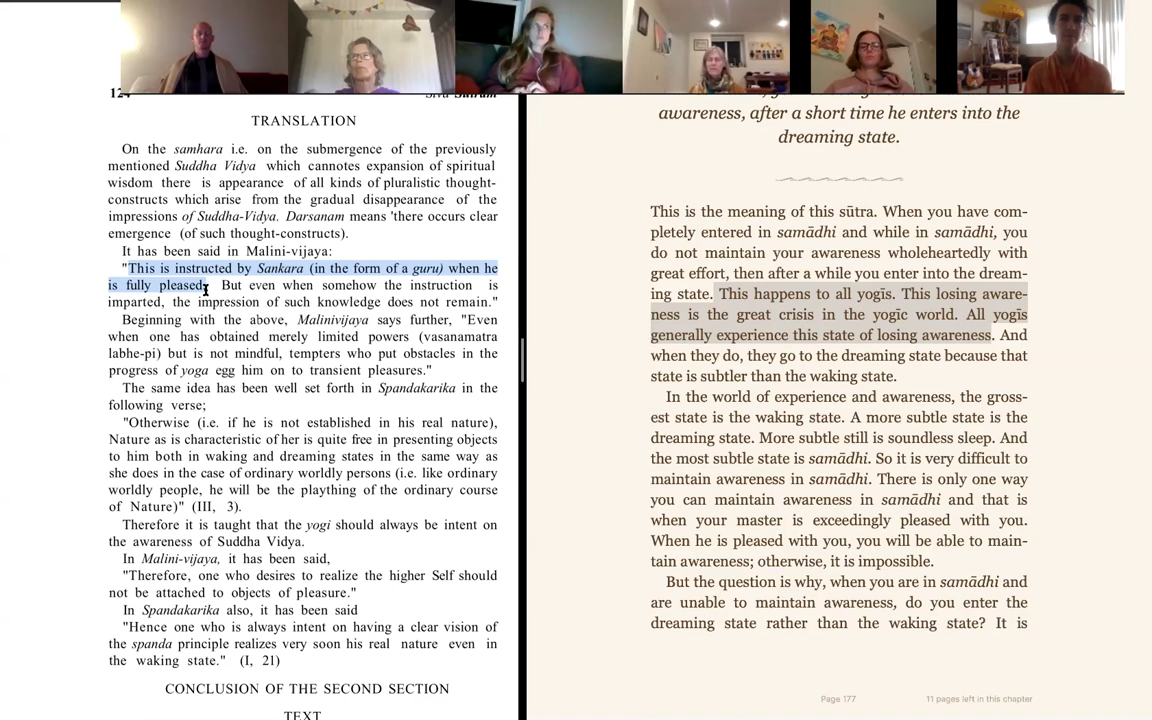 124
TRANSLATION
On the samhara i.e. on the submergence of the previously
mentioned Suddha Vidya which cannotes expansion of spiritual
wisdom there is appearance of all kinds of pluralistic thought-
constructs which arise from the gradual disappearance of the
impressions of Suddha-Vidya. Darsanam means 'there occurs clear
emergence (of such thought-constructs).
It has been said in Malini-vijaya:
"This is instructed by Sankara (in the form of a guru) when he
is fully pleased. But even when somehow the instruction is
imparted, the impression of such knowledge does not remain."
Beginning with the above, Malinivijaya says further, "Even
when one has obtained merely limited powers (vasanamatra
labhe-pi) but is not mindful, tempters who put obstacles in the
progress of yoga egg him on to transient pleasures."
The same idea has been well set forth in Spandakarika in the
following verse;
"Otherwise (i.e. if he is not established in his real nature),
Nature as is characteristic of her is quite free in presenting objects
to him both in waking and dreaming states in the same way as
she does in the case of ordinary worldly persons (i.e. like ordinary
worldly people, he will be the plaything of the ordinary course
of Nature)" (III, 3).
Therefore it is taught that the yogi should always be intent on
the awareness of Suddha Vidya.
In Malini-vijaya, it has been said,
"Therefore, one who desires to realize the higher Self should
not be attached to objects of pleasure."
In Spandakarika also, it has been said
"Hence one who is always intent on having a clear vision of
the spanda principle realizes very soon his real nature even in
the waking state." (I, 21)
CONCLUSION OF THE SECOND SECTION
TEXT
awareness, after a short time he enters into the
dreaming state.
This is the meaning of this sūtra. When you have com-
pletely entered in samādhi and while in samādhi, you
do not maintain your awareness wholeheartedly with
great effort, then after a while you enter into the dream-
ing state. This happens to all yogīs. This losing aware-
ness is the great crisis in the yogīc world. All yogīs
generally experience this state of losing awareness. And
when they do, they go to the dreaming state because that
state is subtler than the waking state.
In the world of experience and awareness, the gross-
est state is the waking state. A more subtle state is the
dreaming state. More subtle still is soundless sleep. And
the most subtle state is samādhi. So it is very difficult to
maintain awareness in samādhi. There is only one way
you can maintain awareness in samādhi and that is
when your master is exceedingly pleased with you.
When he is pleased with you, you will be able to main-
tain awareness; otherwise, it is impossible.
But the question is why, when you are in samādhi and
are unable to maintain awareness, do you enter the
dreaming state rather than the waking state? It is
Page 177
11 pages left in this chapter